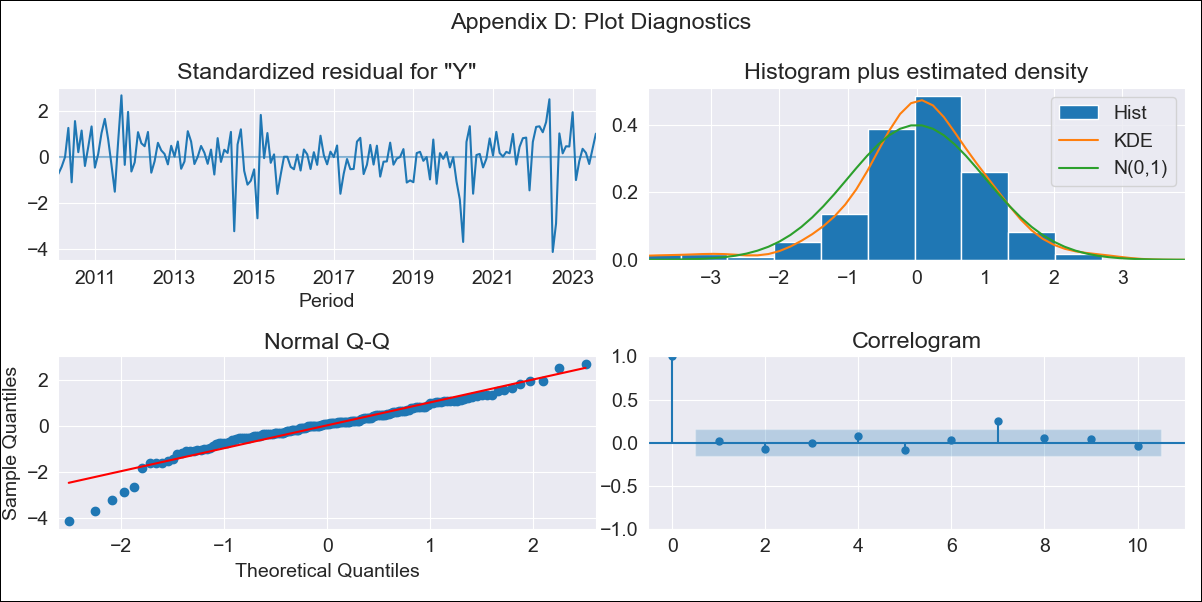 Appendix D: Plot Diagnostics
Standardized residual for "Y"
2
0
−2
−4
2011 2013 2015 2017 2019 2021 2023
Period
Histogram plus estimated density
0.4
0.2
0.0
−3 −2 −1 0 1 2 3
Hist
KDE
N(0,1)
Normal Q-Q
Sample Quantiles
2
0
−2
−4
−2 −1 0 1 2
Theoretical Quantiles
Correlogram
1.0
0.5
0.0
−0.5
−1.0
0 2 4 6 8 10